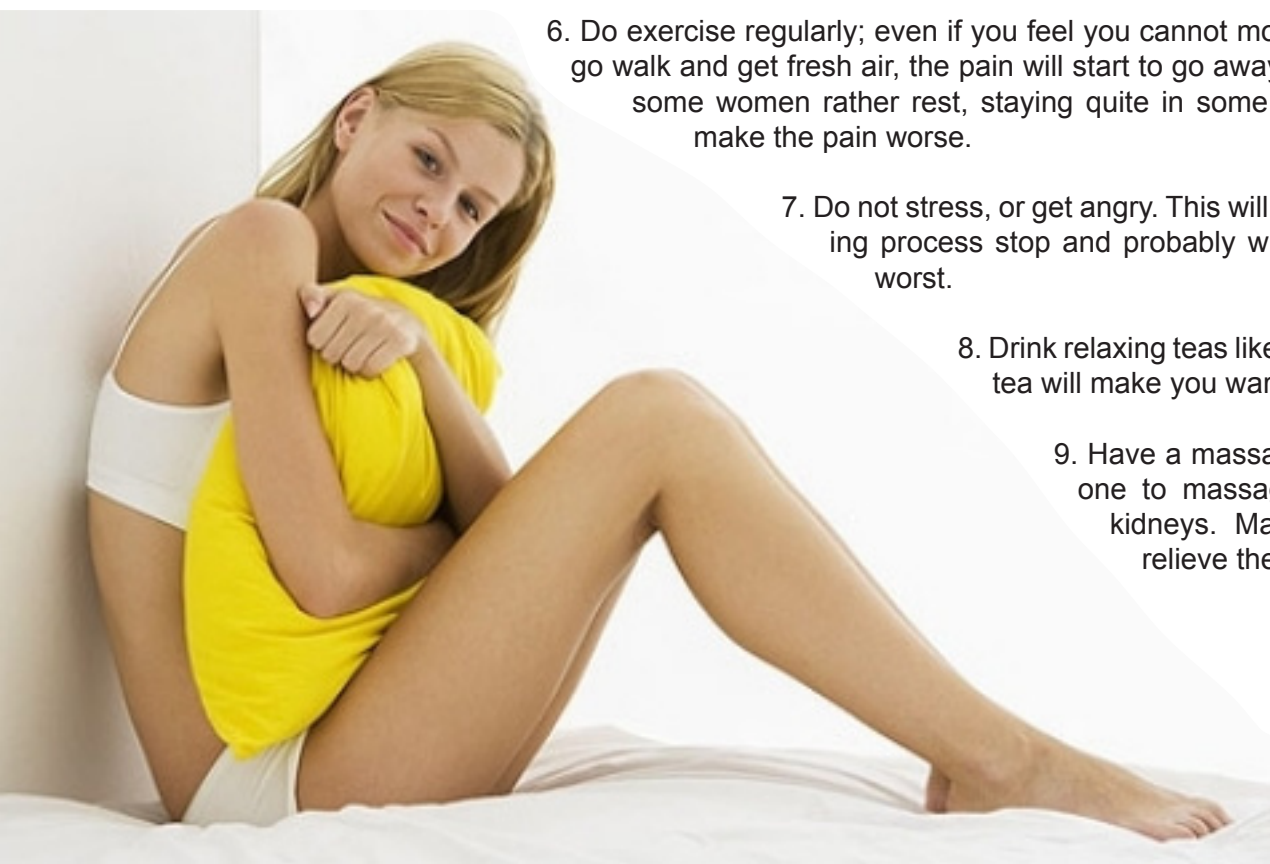 6. Do exercise regularly; even if you feel you cannot mo
go walk and get fresh air, the pain will start to go away
some women rather rest, staying quite in some
make the pain worse.
7. Do not stress, or get angry. This will
ing process stop and probably w
worst.
8. Drink relaxing teas like
tea will make you war
9. Have a massa
one to massa
kidneys. Ma
relieve the